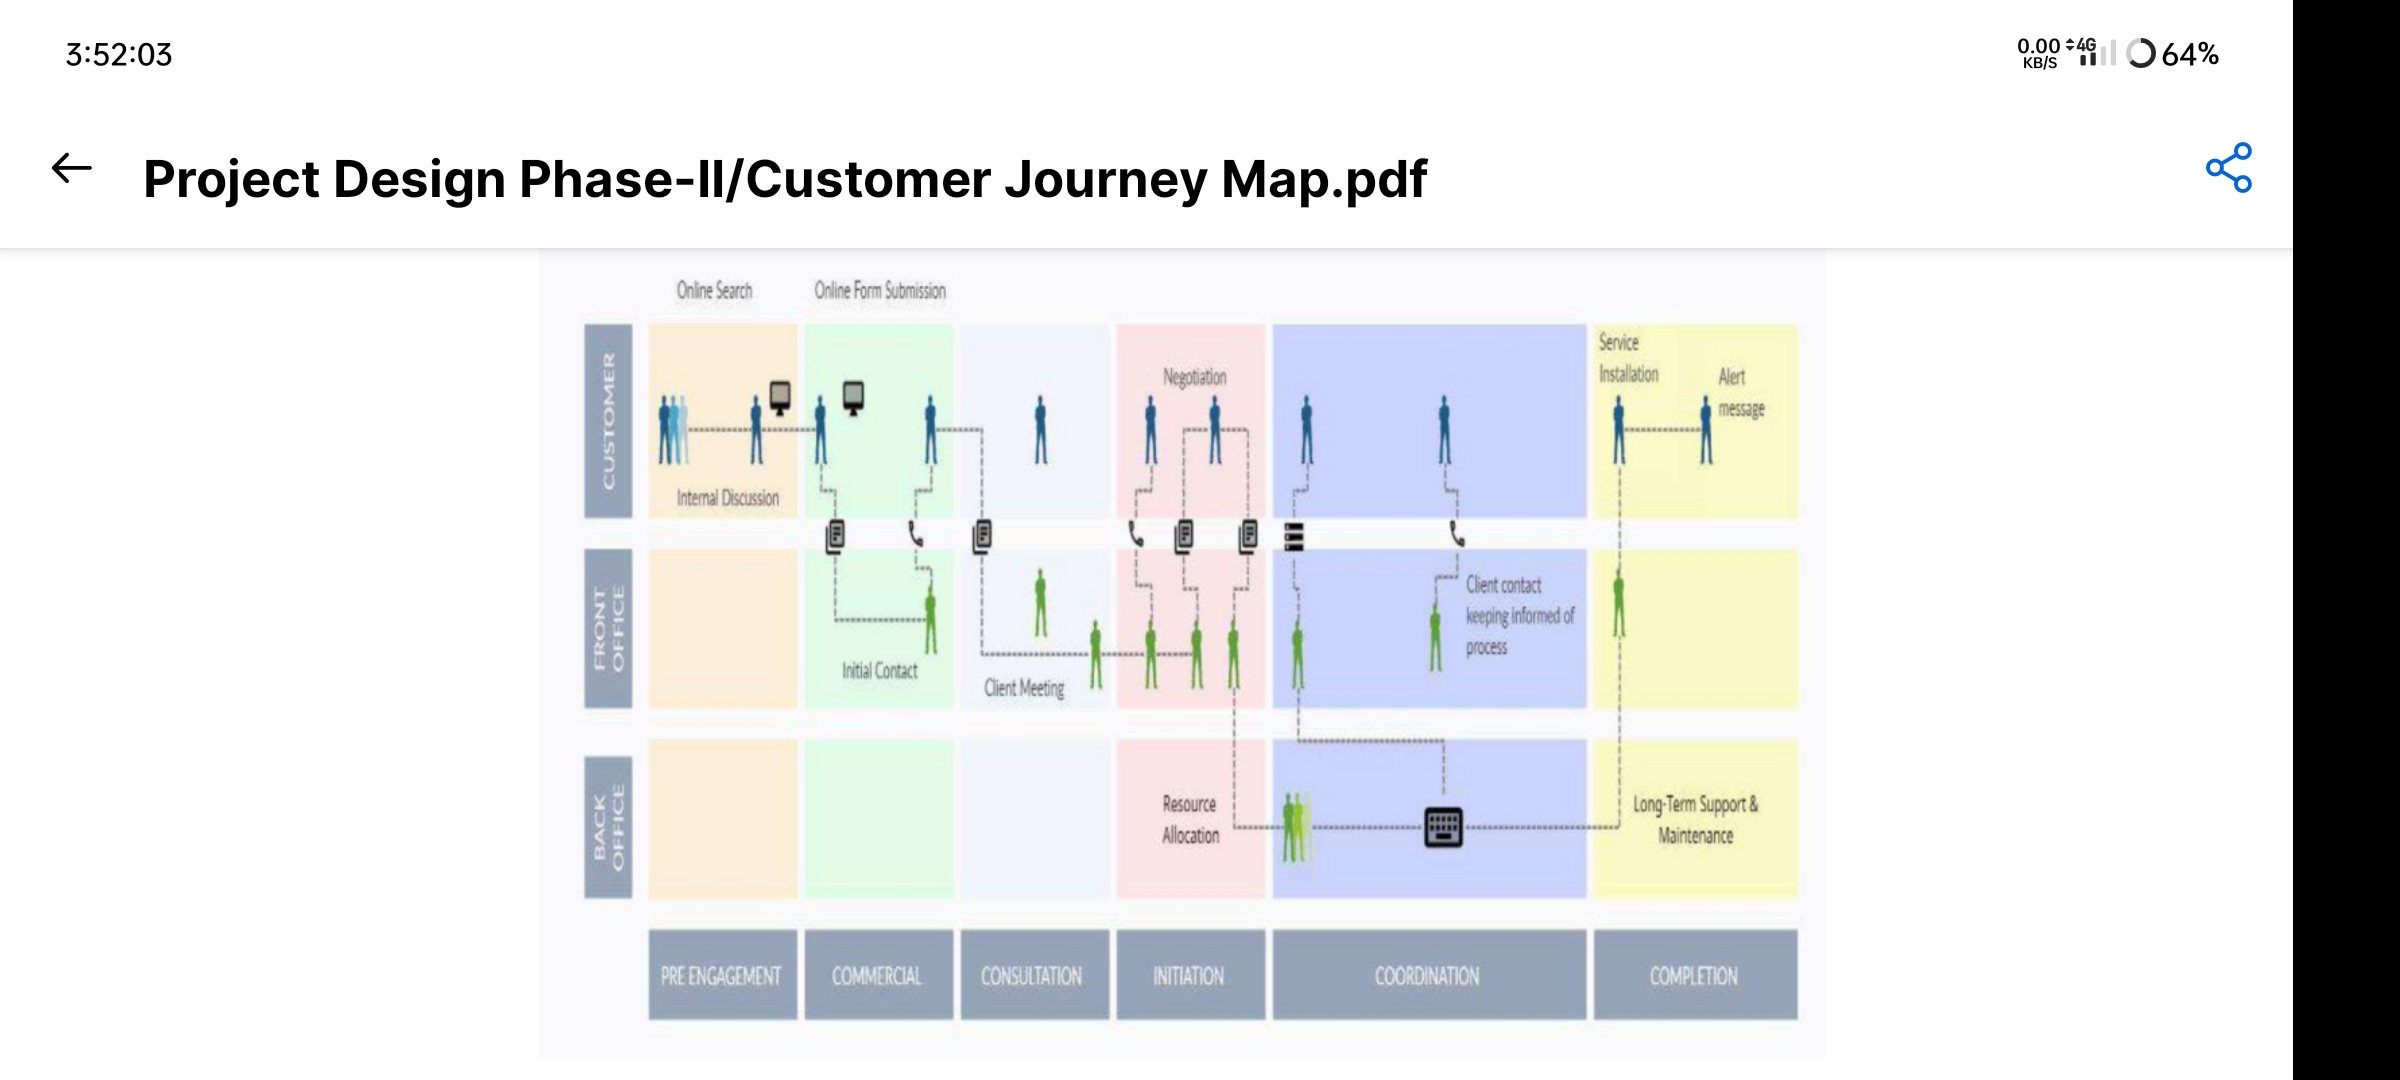 3:52:03
0.00
KB/S
4G
64%
Project Design Phase-II/Customer Journey Map.pdf
Online Search
Online Form Submission
CUSTOMER
Internal Discussion
Negotiation
Service
Installation
Alert
message
FRONT
OFFICE
Initial Contact
Client Meeting
Client contact
keeping informed of
process
BACK
OFFICE
Resource
Allocation
Long-Term Support &
Maintenance
PRE ENGAGEMENT
COMMERCIAL
CONSULTATION
INITIATION
COORDINATION
COMPLETION